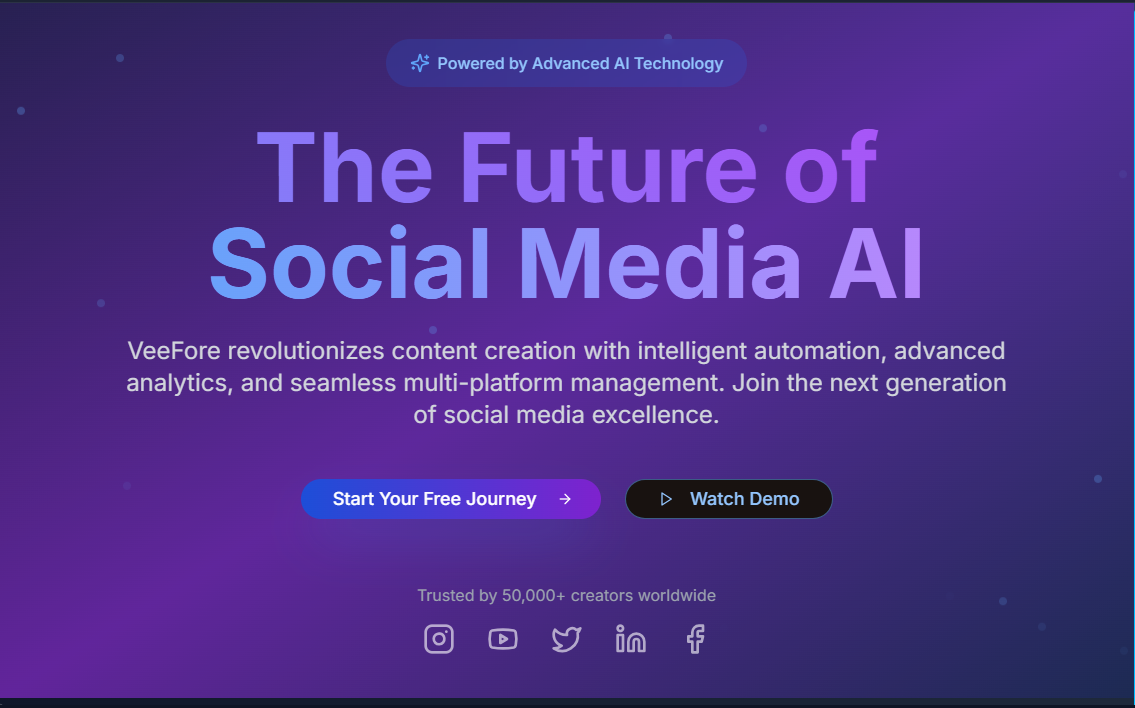 Powered by Advanced AI Technology
The Future of
Social Media AI
VeeFore revolutionizes content creation with intelligent automation, advanced
analytics, and seamless multi-platform management. Join the next generation
of social media excellence.
Start Your Free Journey →
Watch Demo
Trusted by 50,000+ creators worldwide